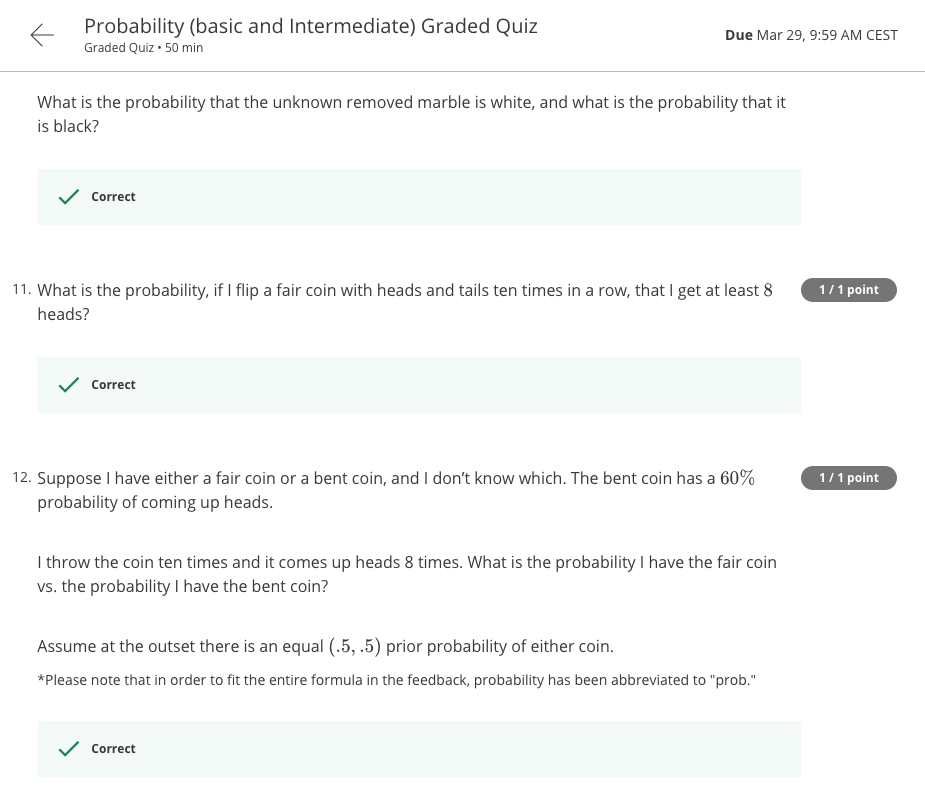 Probability (basic and Intermediate) Graded Quiz
Graded Quiz • 50 min
Due Mar 29, 9:59 AM CEST
What is the probability that the unknown removed marble is white, and what is the probability that it
is black?
Correct
11. What is the probability, if I flip a fair coin with heads and tails ten times in a row, that I get at least 8
heads?
1 / 1 point
Correct
12. Suppose I have either a fair coin or a bent coin, and I don't know which. The bent coin has a 60%
probability of coming up heads.
1 / 1 point
I throw the coin ten times and it comes up heads 8 times. What is the probability I have the fair coin
vs. the probability I have the bent coin?
Assume at the outset there is an equal (.5, .5) prior probability of either coin.
*Please note that in order to fit the entire formula in the feedback, probability has been abbreviated to "prob."
Correct